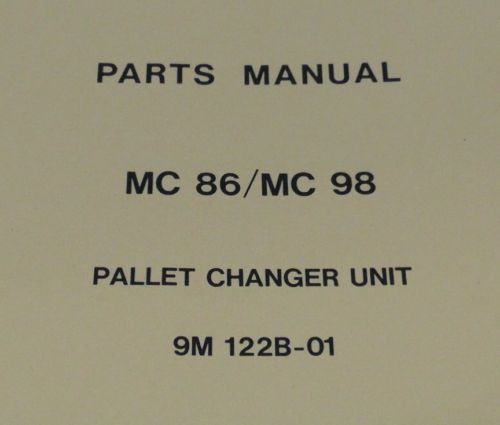 PARTS MANUAL
MC 86/MC 98
PALLET CHANGER UNIT
9M 122B-01